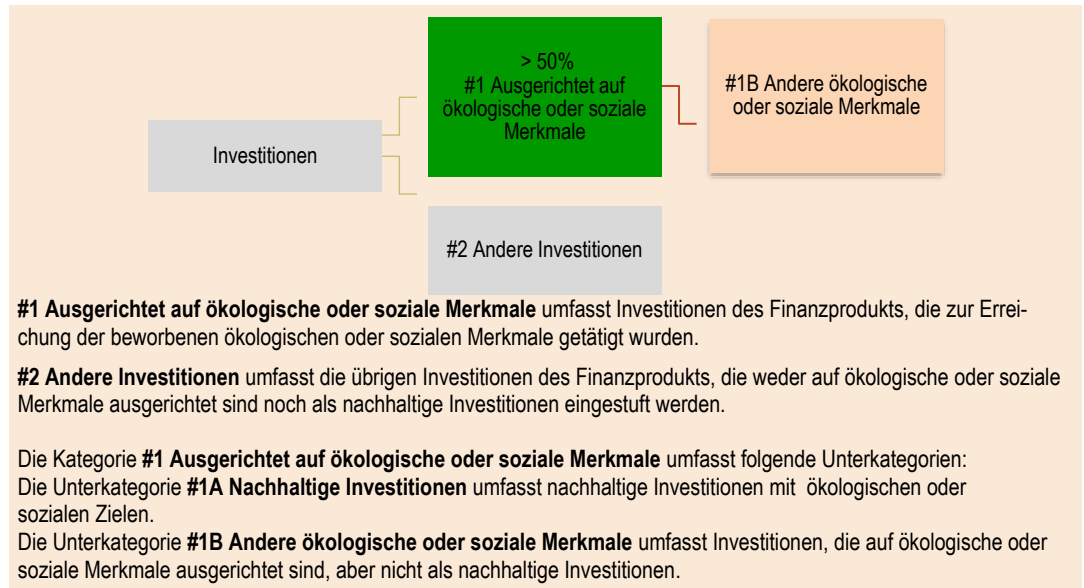 > 50%
#1 Ausgerichtet auf
ökologische oder soziale
Merkmale
#1B Andere ökologische
oder soziale Merkmale
Investitionen
#2 Andere Investitionen
#1 Ausgerichtet auf ökologische oder soziale Merkmale umfasst Investitionen des Finanzprodukts, die zur Errei-
chung der beworbenen ökologischen oder sozialen Merkmale getätigt wurden.
#2 Andere Investitionen umfasst die übrigen Investitionen des Finanzprodukts, die weder auf ökologische oder soziale
Merkmale ausgerichtet sind noch als nachhaltige Investitionen eingestuft werden.
Die Kategorie #1 Ausgerichtet auf ökologische oder soziale Merkmale umfasst folgende Unterkategorien:
Die Unterkategorie #1A Nachhaltige Investitionen umfasst nachhaltige Investitionen mit ökologischen oder
sozialen Zielen.
Die Unterkategorie #1B Andere ökologische oder soziale Merkmale umfasst Investitionen, die auf ökologische oder
soziale Merkmale ausgerichtet sind, aber nicht als nachhaltige Investitionen.